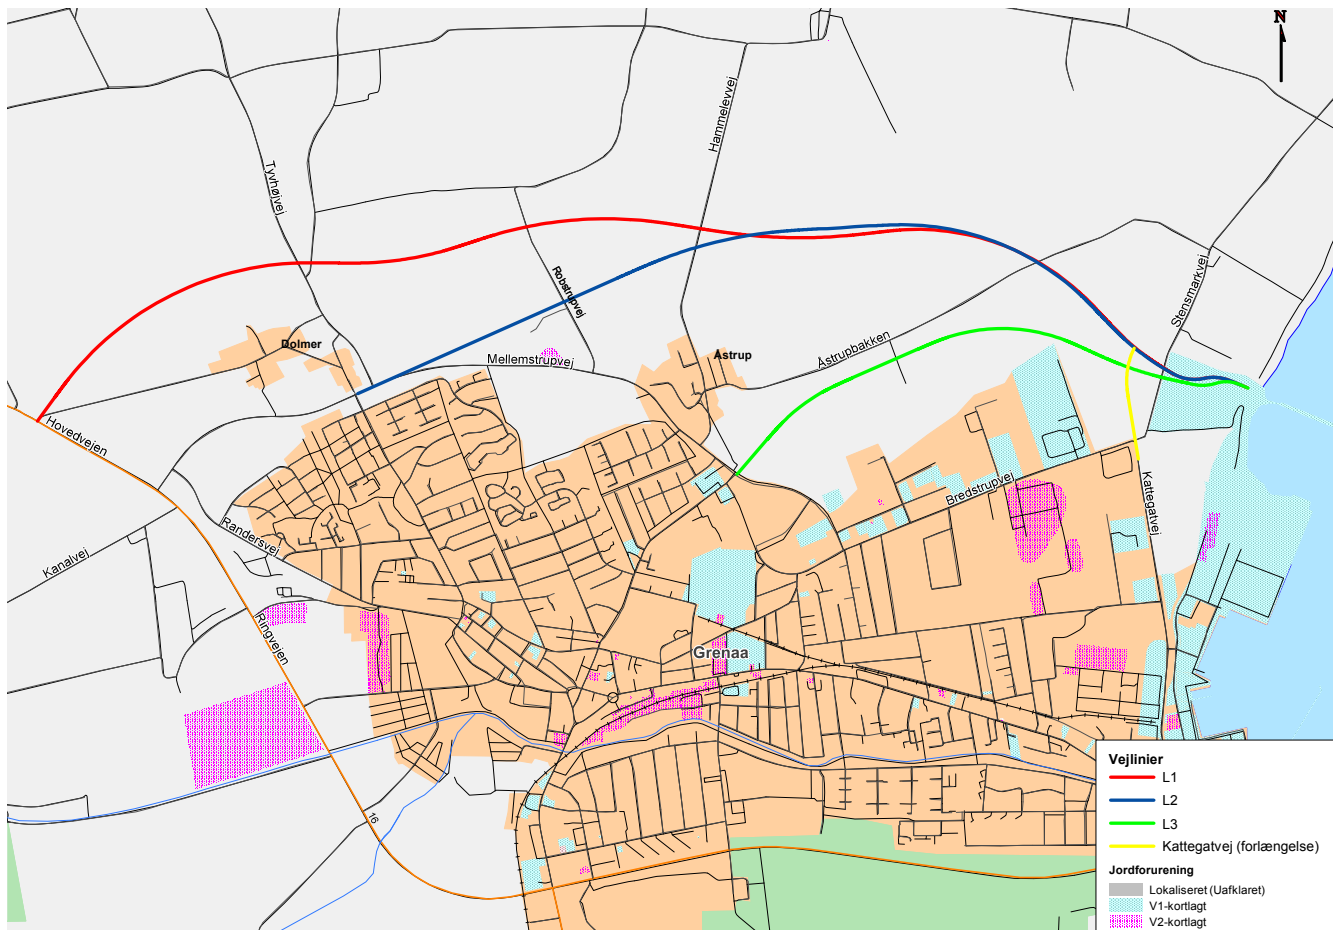 N
Hammelevvej
Tyvhøjvej
Robstrupvej
Stensmarkvej
Dolmer
Mellemstrupvej
Åstrup
Åstrupbakken
Hovedvejen
Bredstrupvej
Kattegatvej
Randersvej
Kanalvej
Ringvejen
Grenaa
16
Vejlinier
L1
L2
L3
Kattegatvej (forlængelse)
Jordforurening
Lokaliseret (Uafklaret)
V1-kortlagt
V2-kortlagt